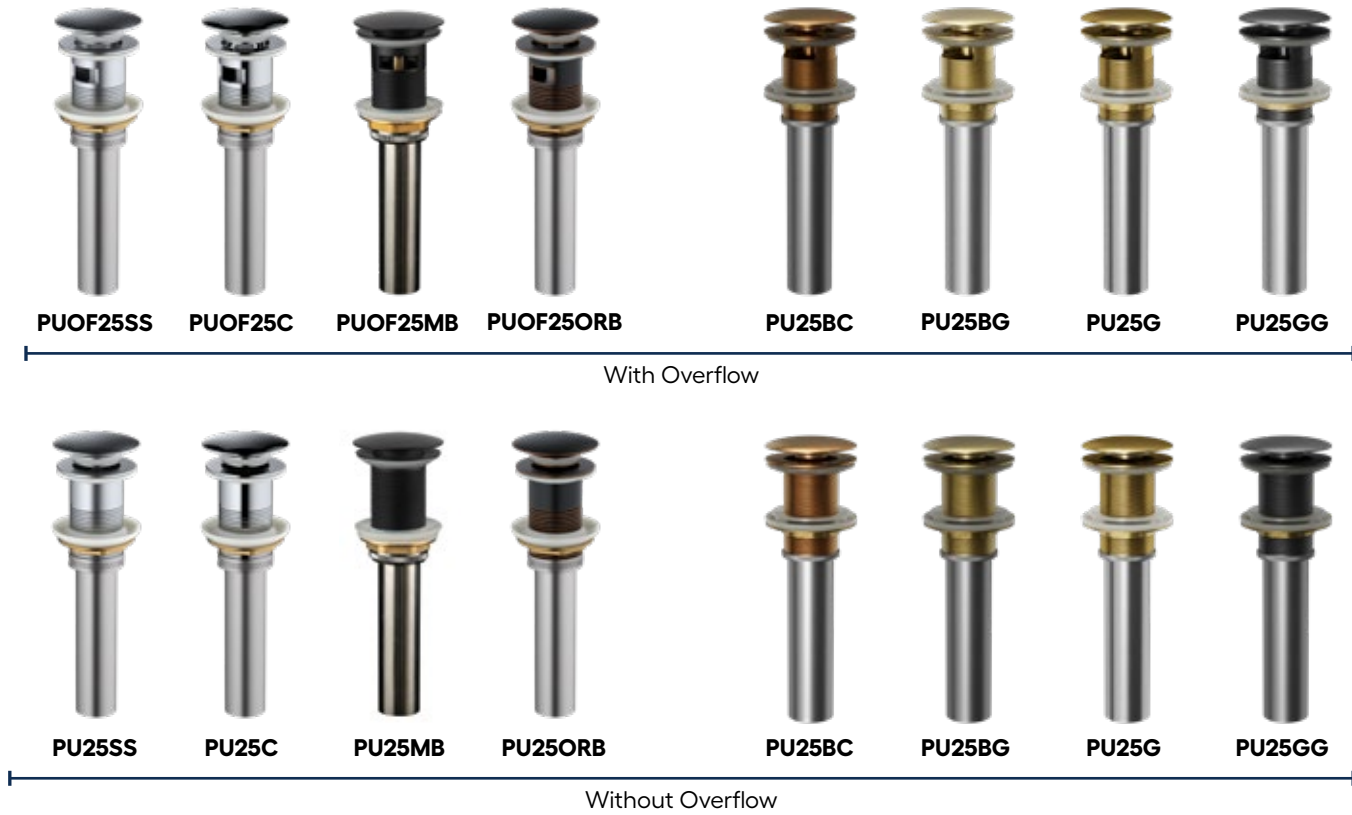 PUOF25SS PUOF25C PUOF25MB PUOF25ORB PU25BC PU25BG PU25G PU25GG
With Overflow
PU25SS PU25C PU25MB PU25ORB PU25BC PU25BG PU25G PU25GG
Without Overflow